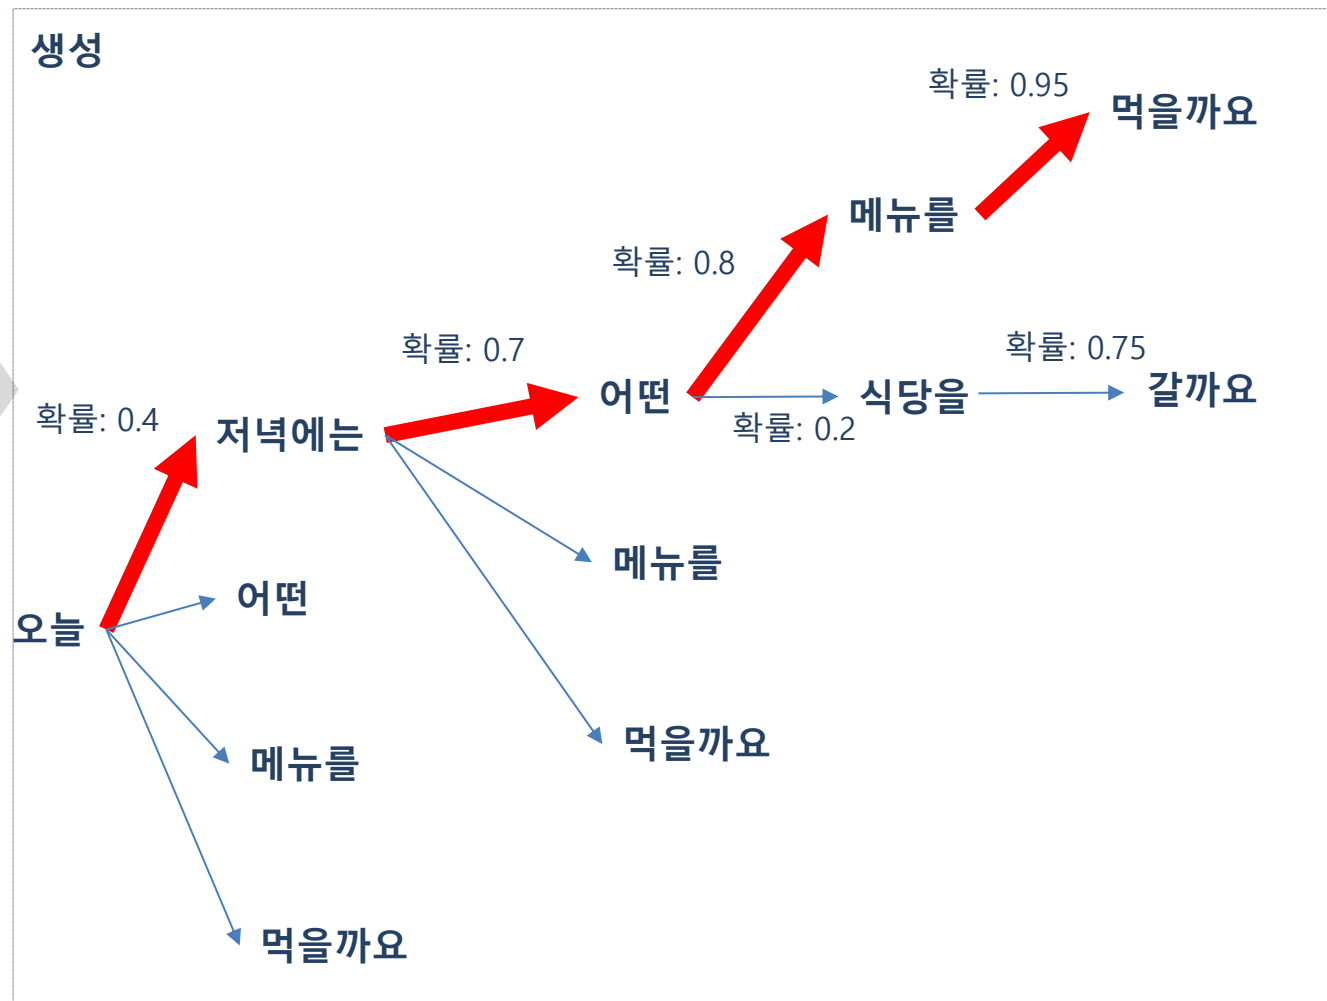 생성
확률: 0.95
먹을까요
메뉴를
확률: 0.8
확률: 0.7
확률: 0.75
어떤
식당을
갈까요
확률: 0.4
저녁에는
확률: 0.2
메뉴를
어떤
오늘
먹을까요
메뉴를
먹을까요